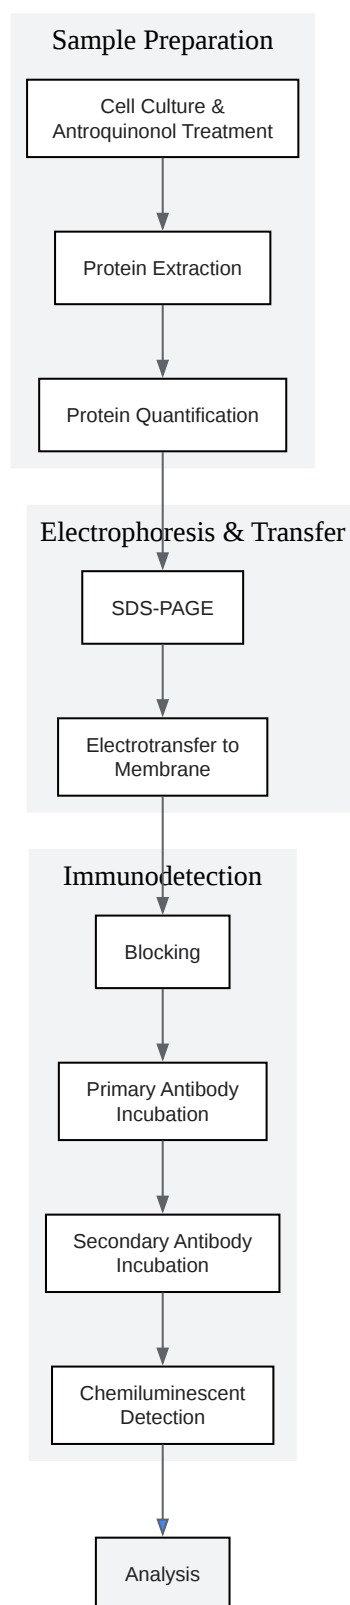 Sample Preparation
Cell Culture &
Antroquinonol Treatment
Protein Extraction
Protein Quantification
Electrophoresis & Transfer
SDS-PAGE
Electrotransfer to
Membrane
Immunodetection
Blocking
Primary Antibody
Incubation
Secondary Antibody
Incubation
Chemiluminescent
Detection
Analysis